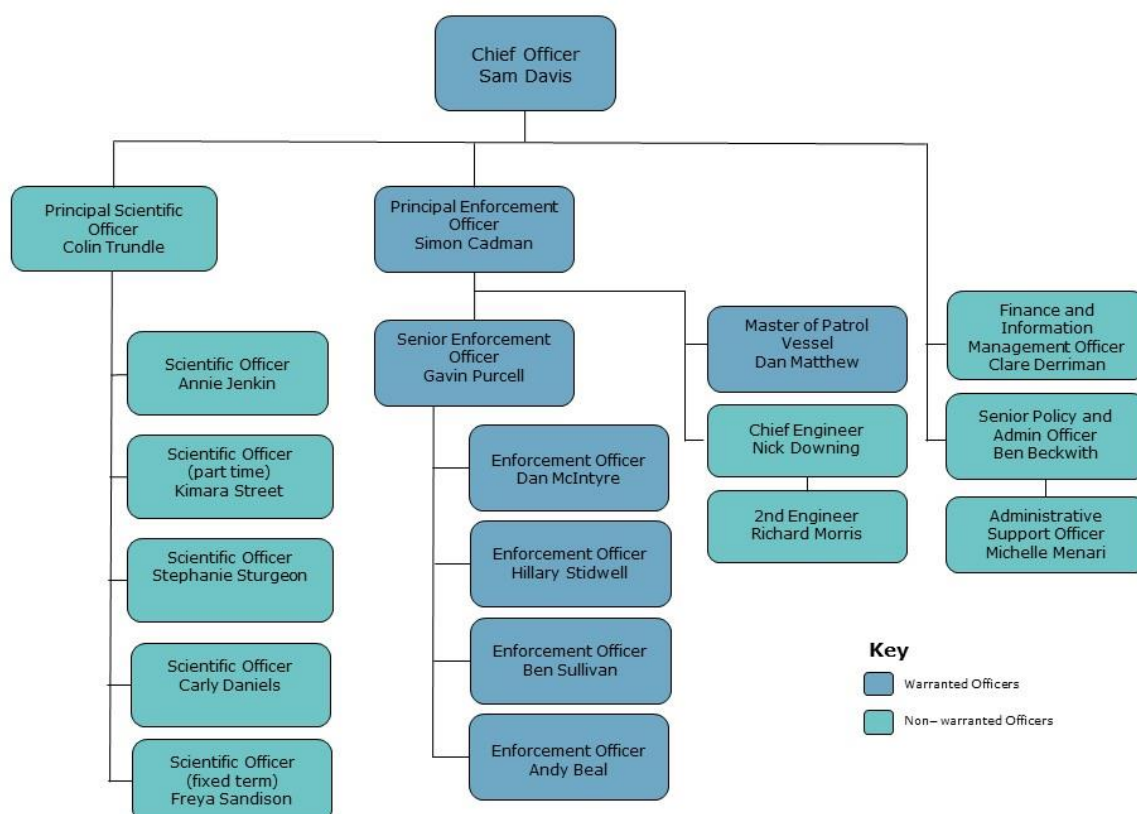 Chief Officer
Sam Davis
Principal Scientific
Officer
Colin Trundle
Principal Enforcement
Officer
Simon Cadman
Scientific Officer
Annie Jenkin
Scientific Officer
(part time)
Kimara Street
Scientific Officer
Stephanie Sturgeon
Scientific Officer
Carly Daniels
Scientific Officer
(fixed term)
Freya Sandison
Senior Enforcement
Officer
Gavin Purcell
Enforcement Officer
Dan McIntyre
Enforcement Officer
Hillary Stidwell
Enforcement Officer
Ben Sullivan
Enforcement Officer
Andy Beal
Master of Patrol
Vessel
Dan Matthew
Chief Engineer
Nick Downing
2nd Engineer
Richard Morris
Finance and
Information
Management Officer
Clare Derriman
Senior Policy and
Admin Officer
Ben Beckwith
Administrative
Support Officer
Michelle Menari
Key
Warranted Officers
Non– warranted Officers